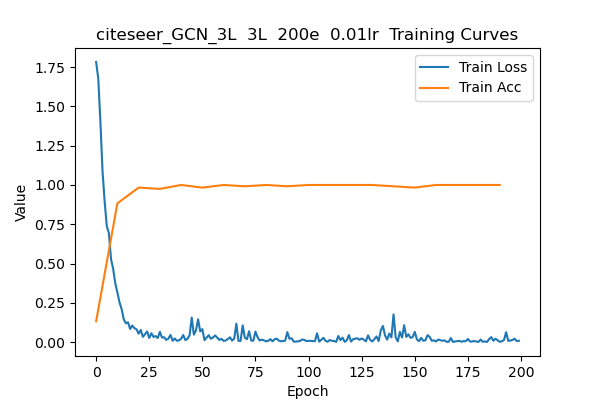 citeseer_GCN_3L  3L  200e  0.01lr  Training Curves
Train Loss
Train Acc
1.75
1.50
1.25
1.00
0.75
0.50
0.25
0.00
Value
0 25 50 75 100 125 150 175 200
Epoch